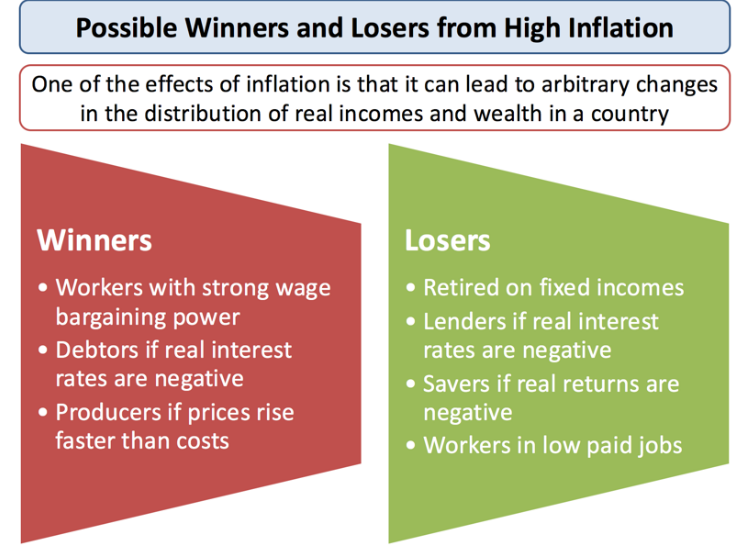 Possible Winners and Losers from High Inflation
One of the effects of inflation is that it can lead to arbitrary changes
in the distribution of real incomes and wealth in a country
Winners
• Workers with strong wage
bargaining power
• Debtors if real interest
rates are negative
• Producers if prices rise
faster than costs
Losers
• Retired on fixed incomes
• Lenders if real interest
rates are negative
• Savers if real returns are
negative
• Workers in low paid jobs